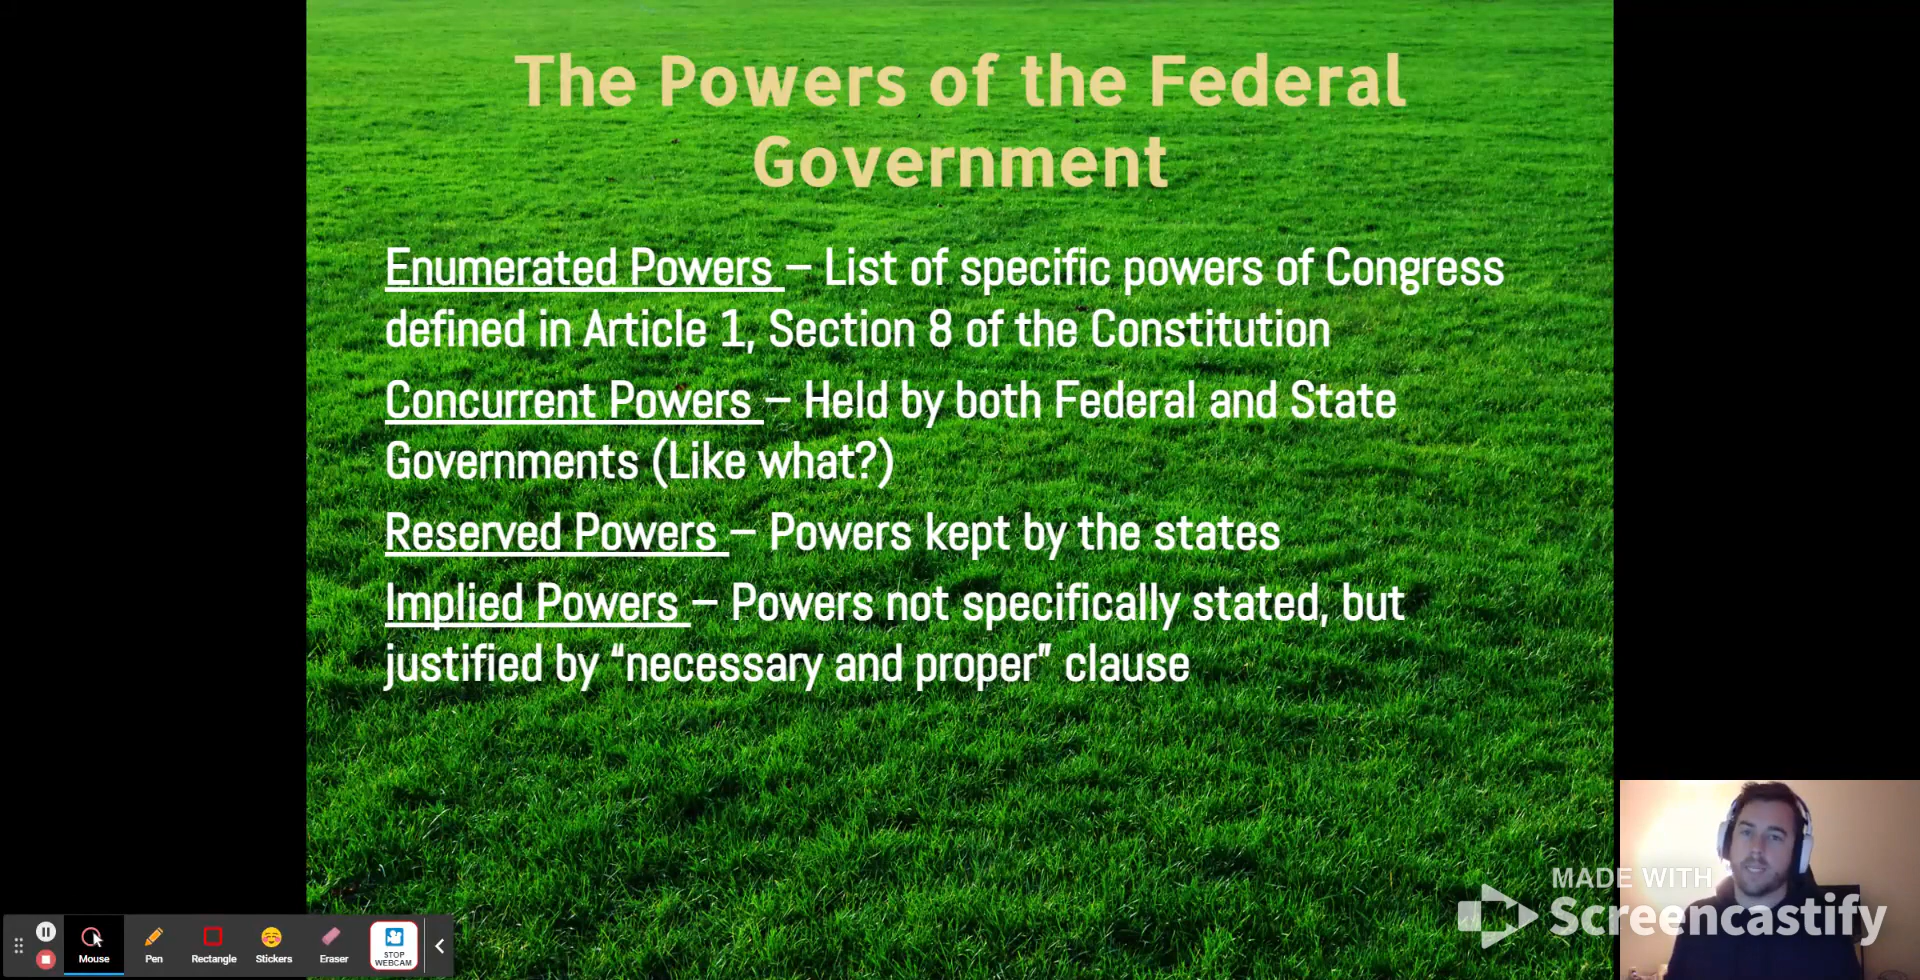 The Powers of the Federal
Government
Enumerated Powers – List of specific powers of Congress
defined in Article 1, Section 8 of the Constitution
Concurrent Powers – Held by both Federal and State
Governments (Like what?)
Reserved Powers – Powers kept by the states
Implied Powers – Powers not specifically stated, but
justified by “necessary and proper” clause
MADE WITH
Screencastify
Mouse
Pen
Rectangle
Stickers
Eraser
STOP
WEBCAM